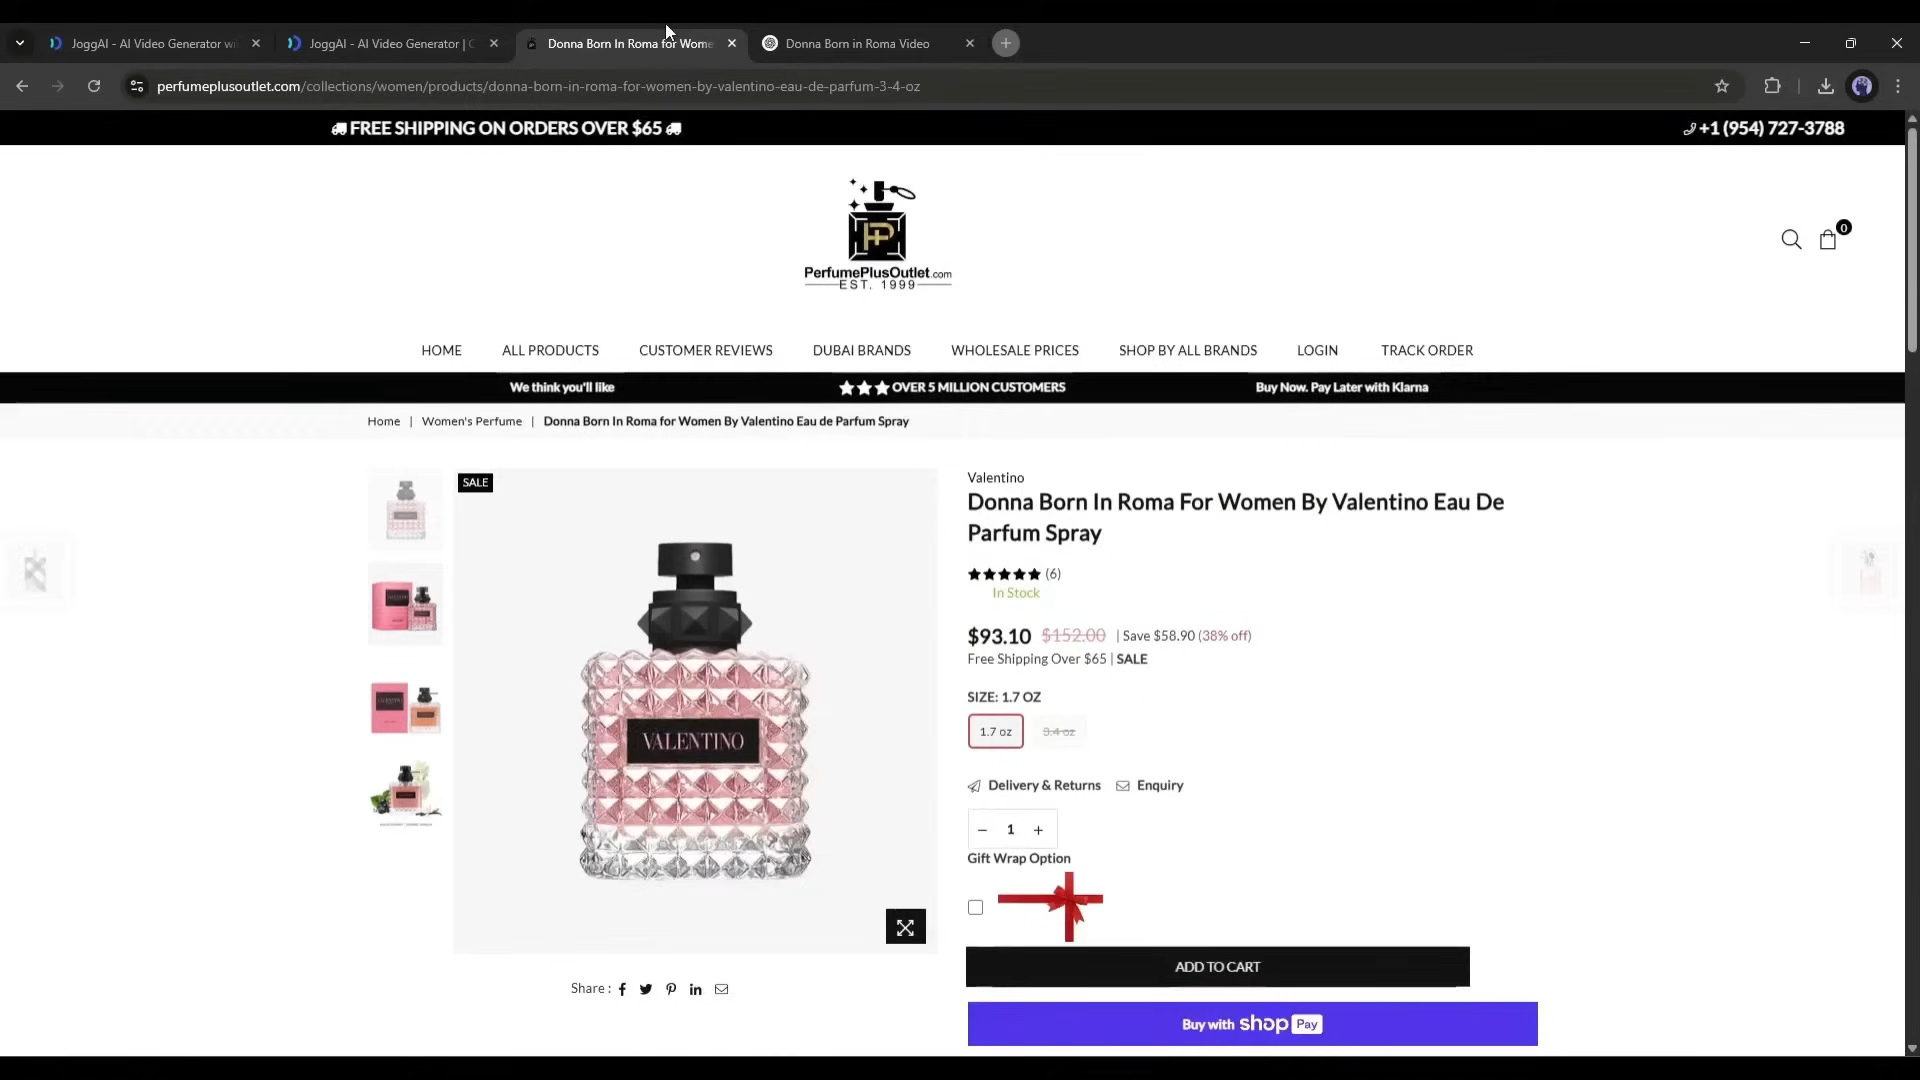 JoggAI - AI Video Generator wi
JoggAI - AI Video Generator | C
Donna Born In Roma for Wome
Donna Born in Roma Video
perfumeplusoutlet.com/collections/women/products/donna-born-in-roma-for-women-by-valentino-eau-de-parfum-3-4-oz
FREE SHIPPING ON ORDERS OVER $65
+1 (954) 727-3788
PerfumePlusOutlet.com
EST. 1999
0
HOME ALL PRODUCTS CUSTOMER REVIEWS DUBAI BRANDS WHOLESALE PRICES SHOP BY ALL BRANDS LOGIN TRACK ORDER
We think you'll like
OVER 5 MILLION CUSTOMERS
Buy Now. Pay Later with Klarna
Home | Women's Perfume | Donna Born In Roma for Women By Valentino Eau de Parfum Spray
SALE
VALENTINO
Share :
Valentino
Donna Born In Roma For Women By Valentino Eau De
Parfum Spray
(6)
In Stock
$93.10 $152.00 | Save $58.90 (38% off)
Free Shipping Over $65 | SALE
SIZE: 1.7 OZ
1.7 oz 3.4 oz
Delivery & Returns Enquiry
− 1 +
Gift Wrap Option
ADD TO CART
Buy with shop Pay